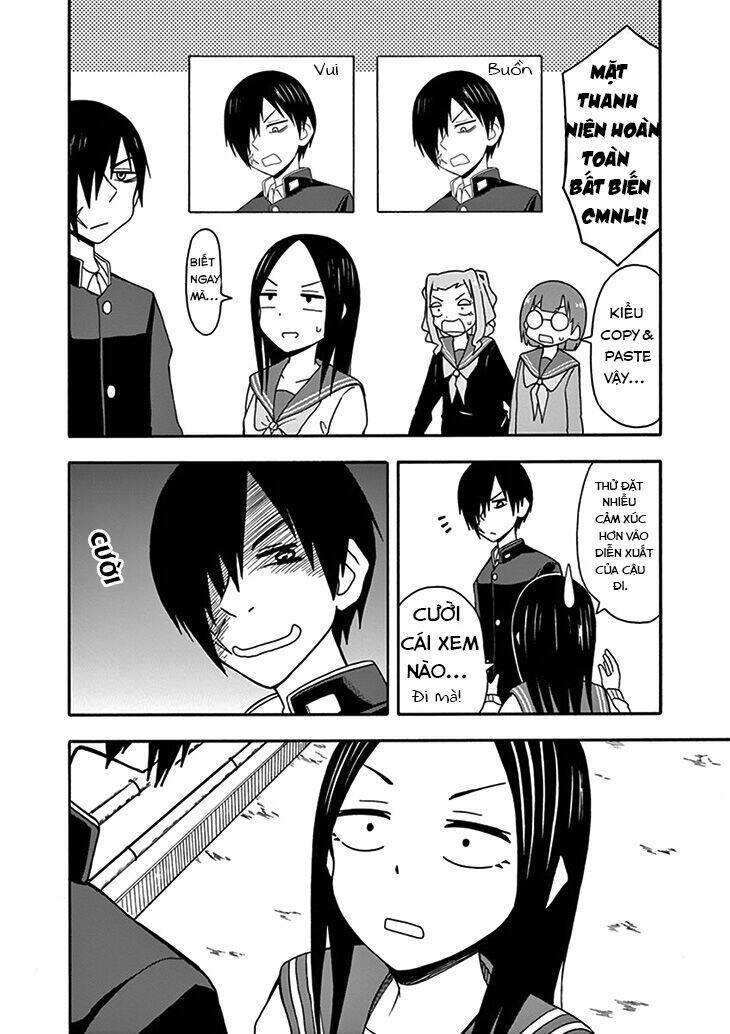 MẶT
THANH
NIÊN HOÀN
TOÀN
BẤT BIẾN
CMNL!!
Buồn
Vui
KIỂU
COPY &
PASTE
VẬY...
BIẾT
NGAY
MÀ...
THỬ ĐẶT
NHIỀU
CẢM XÚC
HƠN VÀO
DIỄN XUẤT
CỦA CẬU
ĐI.
CƯỜI
CÁI XEM
NÀO...
Đi mà!
CƯỜI